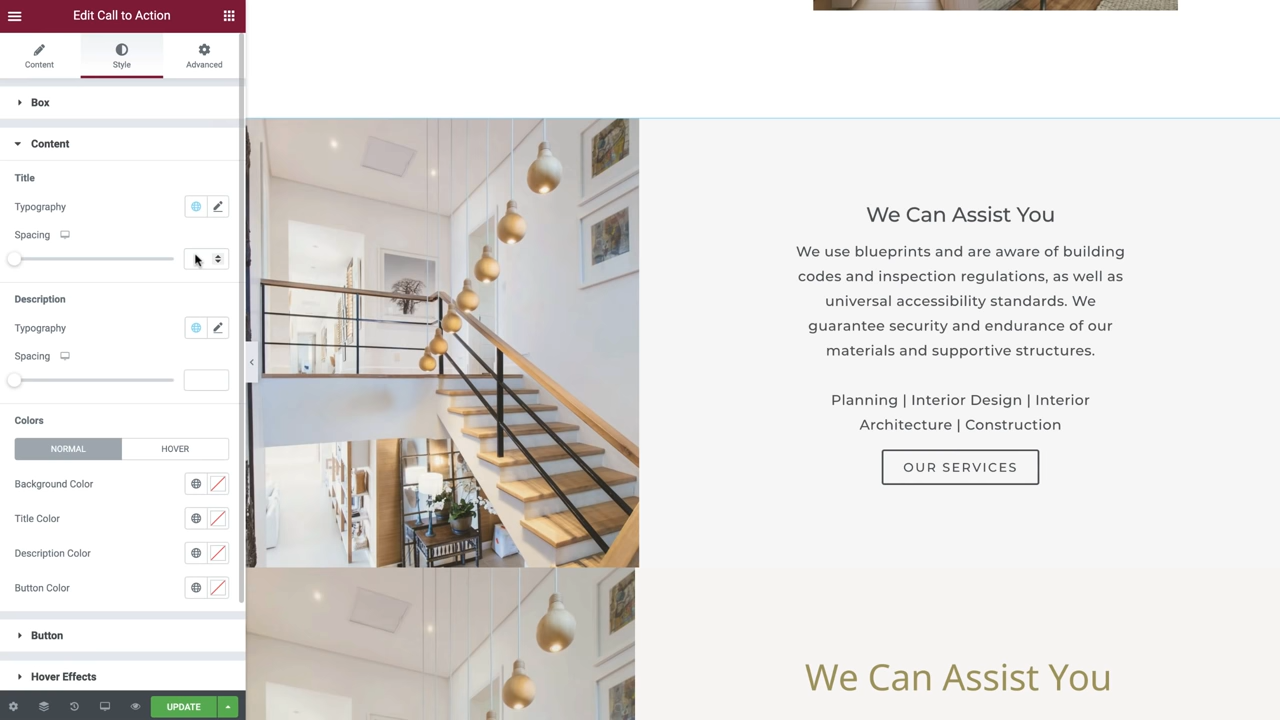 Edit Call to Action
Content
Style
Advanced
Box
Content
Title
Typography
Spacing
Description
Typography
Spacing
Colors
NORMAL
HOVER
Background Color
Title Color
Description Color
Button Color
Button
Hover Effects
UPDATE
We Can Assist You
We use blueprints and are aware of building
codes and inspection regulations, as well as
universal accessibility standards. We
guarantee security and endurance of our
materials and supportive structures.
Planning | Interior Design | Interior
Architecture | Construction
OUR SERVICES
We Can Assist You